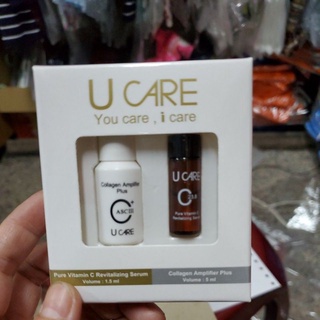 U CARE
You care , i care
Collagen Amplifier
Plus
C+
ASCIII
U CARE
U CARE
C
Pure Vitamin C
Revitalizing Serum
Pure Vitamin C Revitalizing Serum
Volume : 1.5 ml
Collagen Amplifier Plus
Volume : 5 ml